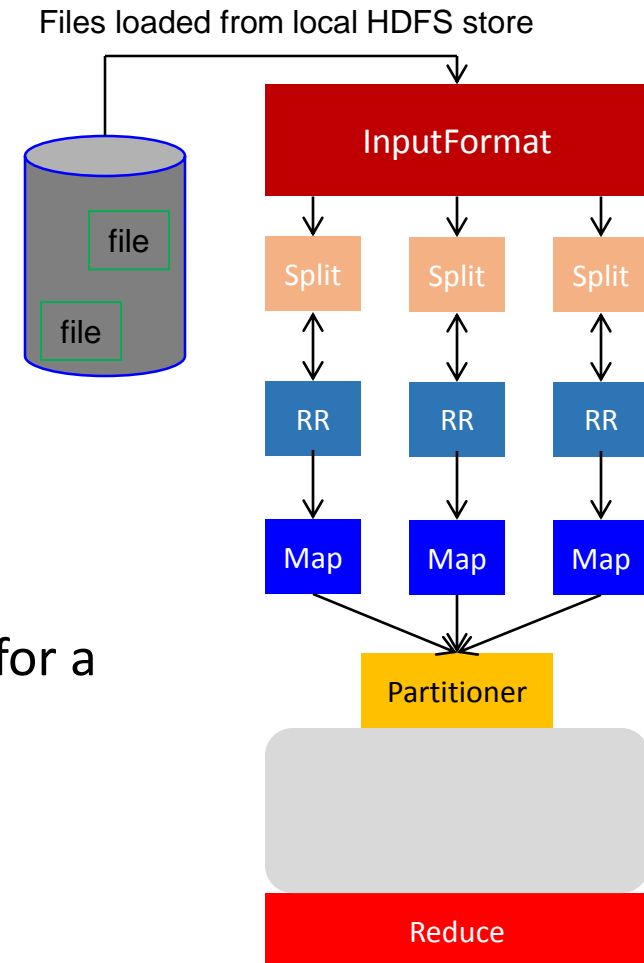 Files loaded from local HDFS store
InputFormat
file
Split Split Split
file
RR RR RR
Map Map Map
for a
Partitioner
Reduce